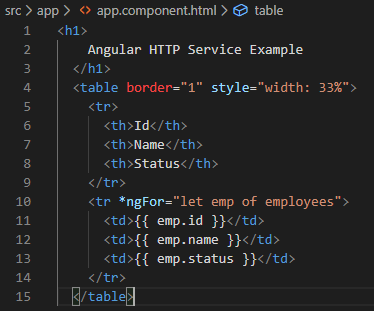 src > app > <> app.component.html > table
1 <h1>
2     Angular HTTP Service Example
3   </h1>
4   <table border="1" style="width: 33%">
5     <tr>
6       <th>Id</th>
7       <th>Name</th>
8       <th>Status</th>
9     </tr>
10     <tr *ngFor="let emp of employees">
11       <td>{{ emp.id }}</td>
12       <td>{{ emp.name }}</td>
13       <td>{{ emp.status }}</td>
14     </tr>
15   </table>